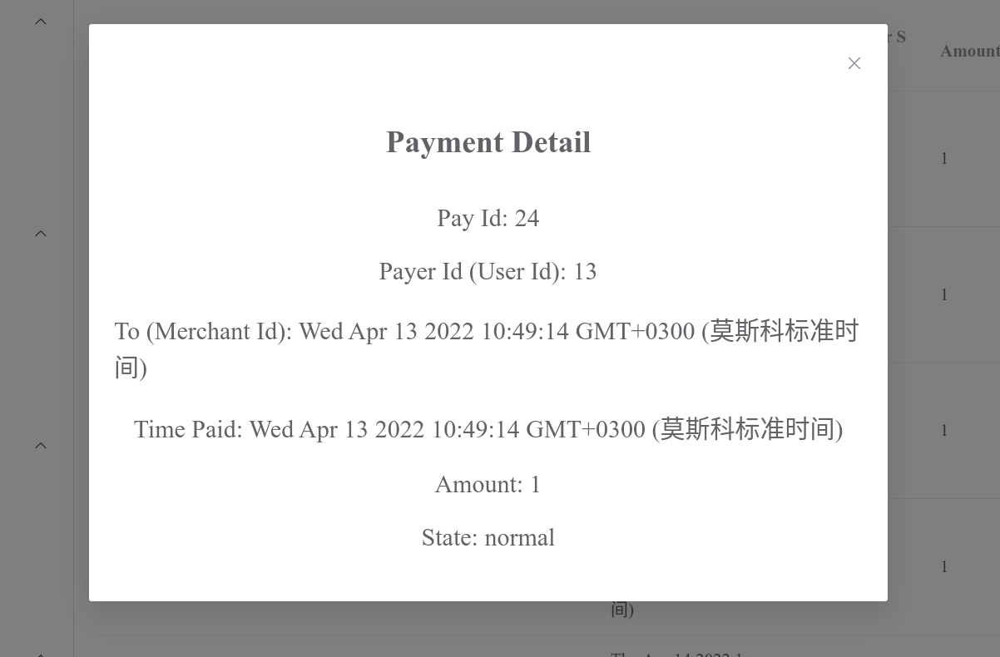 r S
Amount
Payment Detail
1
Pay Id: 24
Payer Id (User Id): 13
1
To (Merchant Id): Wed Apr 13 2022 10:49:14 GMT+0300 (莫斯科标准时
间)
Time Paid: Wed Apr 13 2022 10:49:14 GMT+0300 (莫斯科标准时间)
1
Amount: 1
State: normal
1
间)